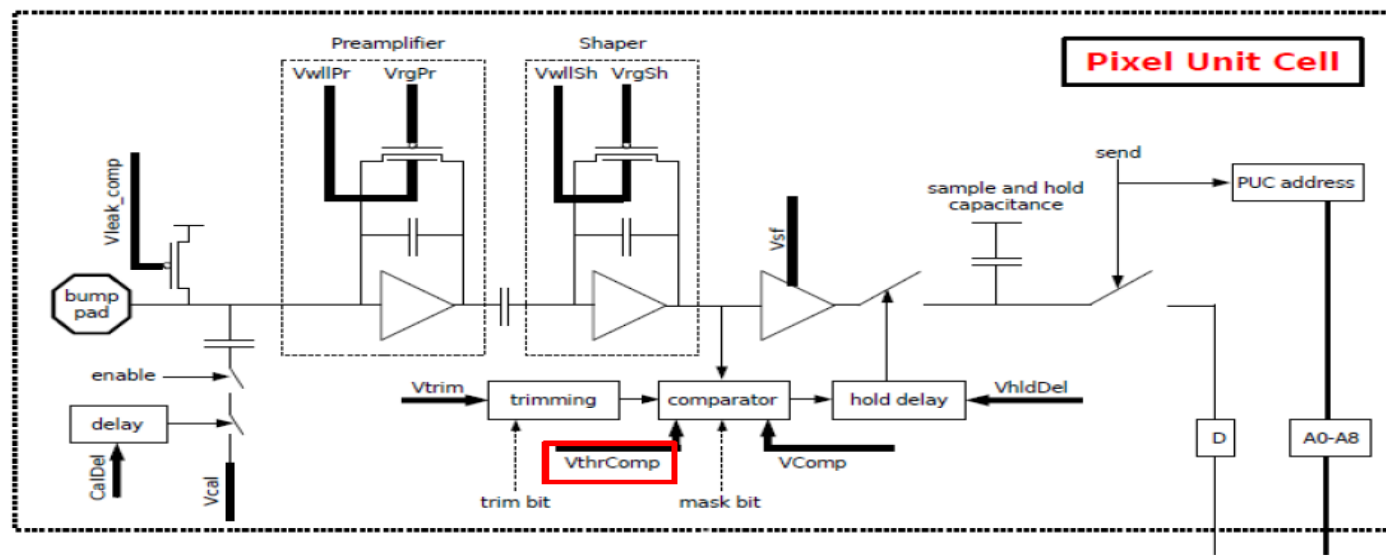 Preamplifier
Shaper
Pixel Unit Cell
VwllPr
VrgPr
VwllSh
VrgSh
Vleak_comp
send
PUC address
sample and hold
capacitance
Vsf
bump
pad
enable
Vtrim
trimming
comparator
hold delay
VhldDel
delay
D
A0-A8
VthrComp
VComp
CalDel
Vcal
trim bit
mask bit